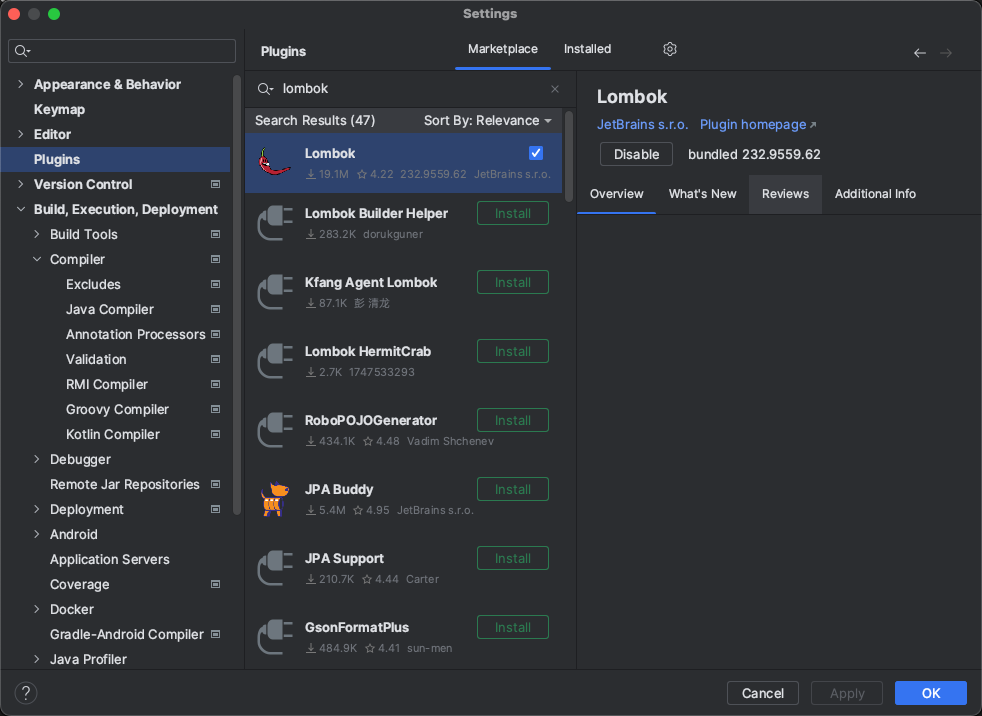 Settings
Plugins
Marketplace
Installed
Appearance & Behavior
Keymap
Editor
Plugins
Version Control
Build, Execution, Deployment
Build Tools
Compiler
Excludes
Java Compiler
Annotation Processors
Validation
RMI Compiler
Groovy Compiler
Kotlin Compiler
Debugger
Remote Jar Repositories
Deployment
Android
Application Servers
Coverage
Docker
Gradle-Android Compiler
Java Profiler
lombok
Search Results (47)
Sort By: Relevance
Lombok
19.1M 4.22 232.9559.62 JetBrains s.r.o.
Lombok Builder Helper
Install
283.2K dorukguner
Kfang Agent Lombok
Install
87.1K 彭 清龙
Lombok HermitCrab
Install
2.7K 1747533293
RoboPOJOGenerator
Install
434.1K 4.48 Vadim Shchenev
JPA Buddy
Install
5.4M 4.95 JetBrains s.r.o.
JPA Support
Install
210.7K 4.44 Carter
GsonFormatPlus
Install
484.9K 4.41 sun-men
Lombok
JetBrains s.r.o. Plugin homepage
Disable
bundled 232.9559.62
Overview
What's New
Reviews
Additional Info
?
Cancel
Apply
OK